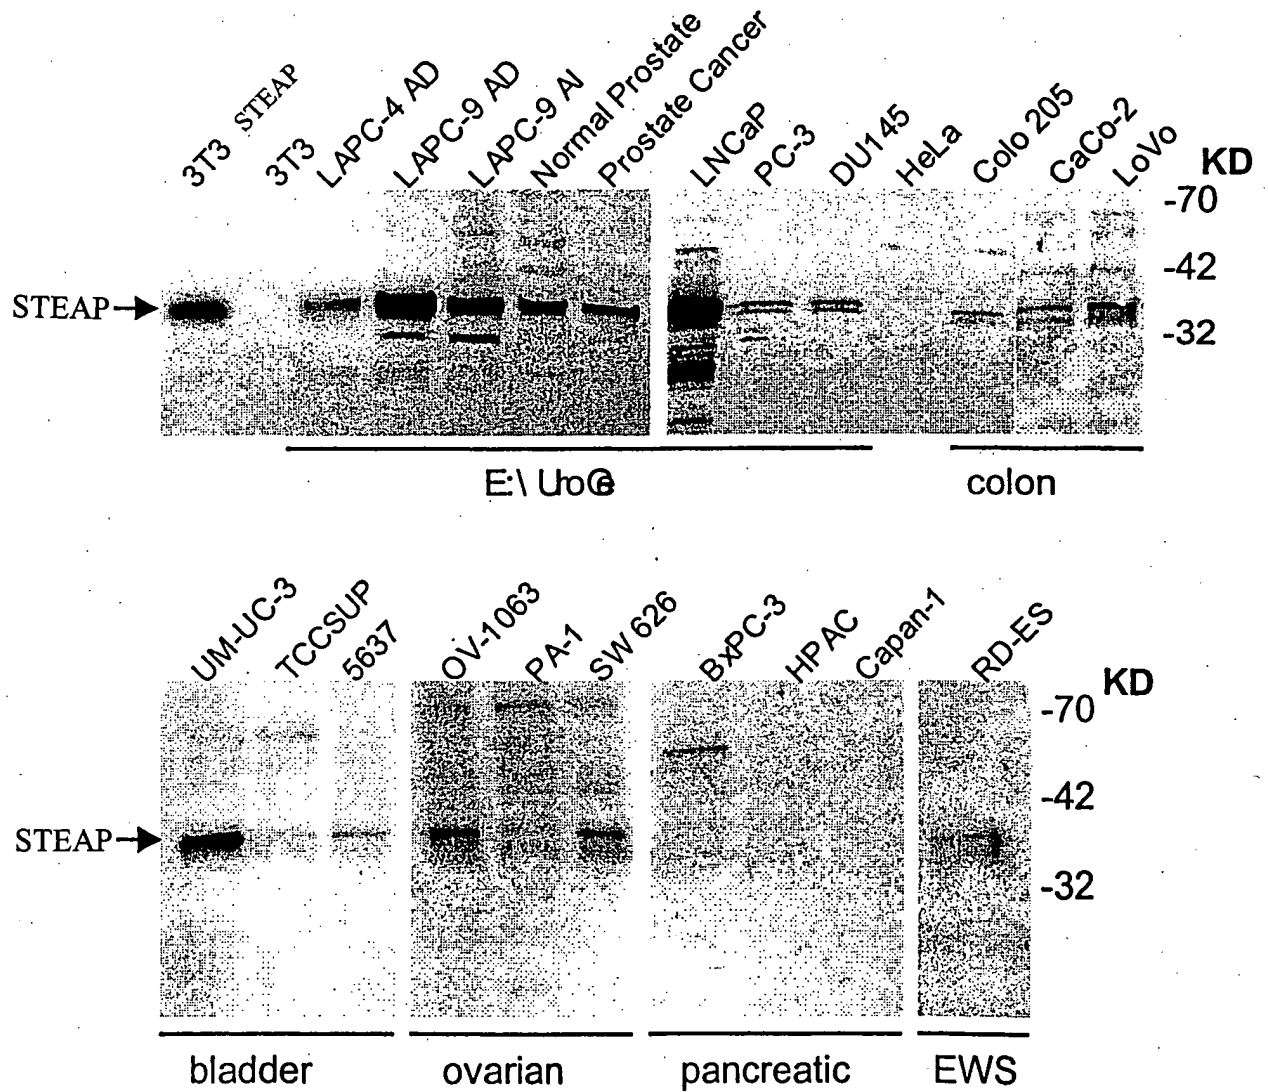 3T3 STEAP
3T3
LAPC-4 AD
LAPC-9 AD
LAPC-9 AI
Normal Prostate
Prostate Cancer
LNCaP
PC-3
DU145
HeLa
Colo 205
CaCo-2
LoVo
KD
-70
-42
STEAP
-32
colon
UM-UC-3
TCCSUP
5637
OV-1063
PA-1
SW 626
BxPC-3
HPAC
Capan-1
RD-ES
KD
-70
-42
STEAP
-32
bladder
ovarian
pancreatic
EWS